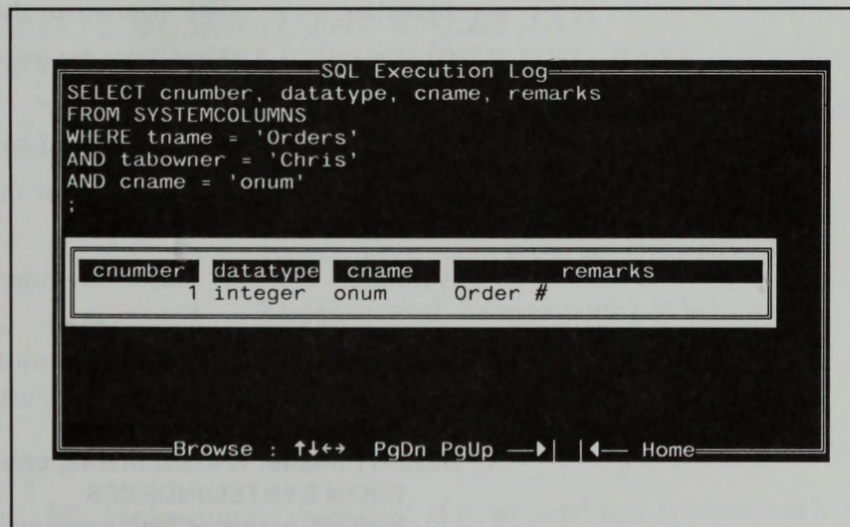 SQL Execution Log
SELECT cnumber, datatype, cname, remarks
FROM SYSTEMCOLUMNS
WHERE tname = 'Orders'
AND tabowner = 'Chris'
AND cname = 'onum'
;
cnumber datatype cname remarks
1 integer onum Order #
Browse : ↑↓←→ PgDn PgUp —▶| |◀— Home